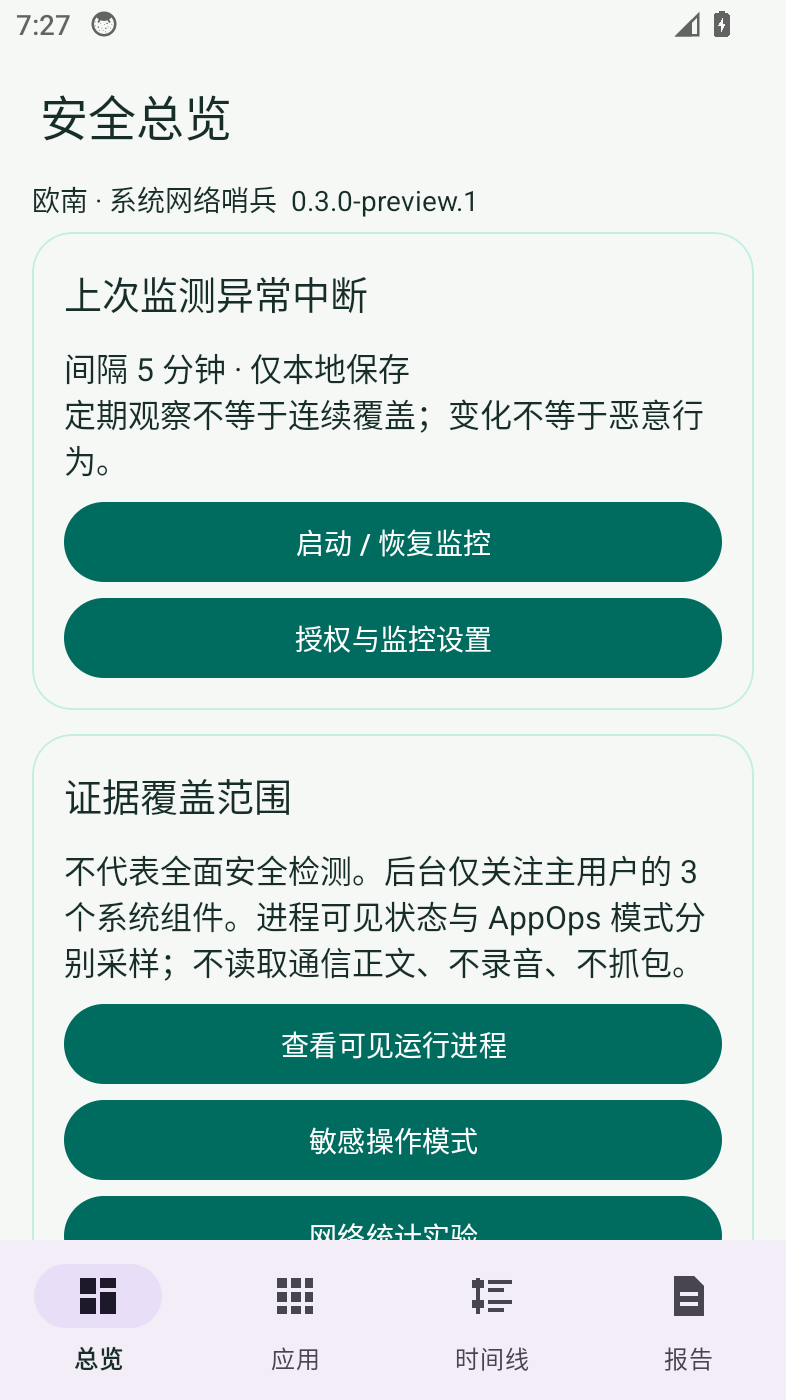 7:27
安全总览
欧南 · 系统网络哨兵 0.3.0-preview.1
上次监测异常中断
间隔 5 分钟 · 仅本地保存
定期观察不等于连续覆盖；变化不等于恶意行
为。
启动 / 恢复监控
授权与监控设置
证据覆盖范围
不代表全面安全检测。后台仅关注主用户的 3
个系统组件。进程可见状态与 AppOps 模式分
别采样；不读取通信正文、不录音、不抓包。
查看可见运行进程
敏感操作模式
网络统计实验
总览
应用
时间线
报告